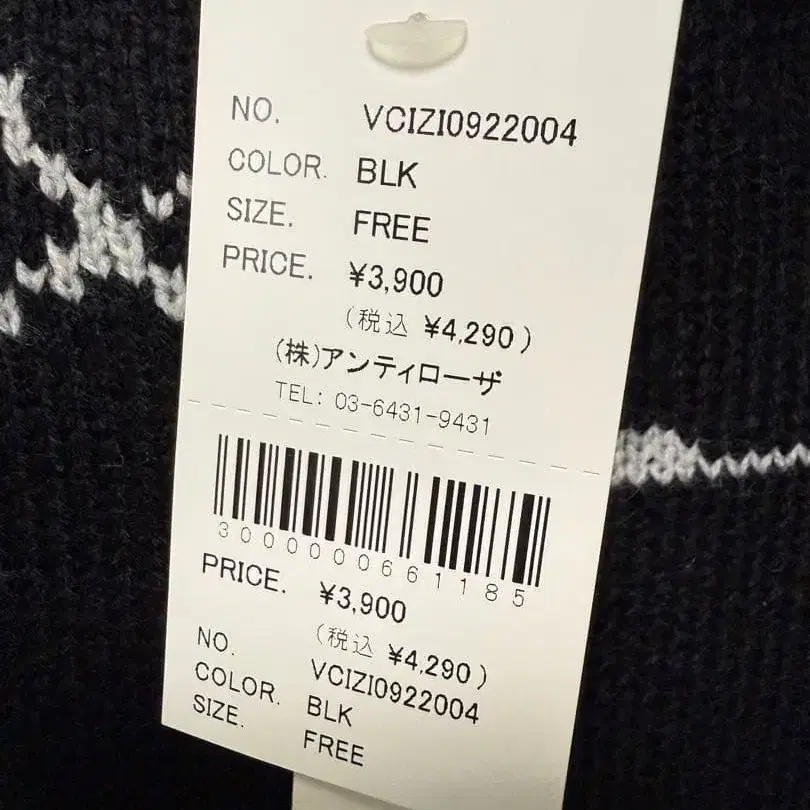 NO. VCIZI0922004
COLOR. BLK
SIZE. FREE
PRICE. ¥3,900
(税込 ¥4,290)
(株)アンティローザ
TEL: 03-6431-9431
3000000661185
PRICE. ¥3,900
(税込 ¥4,290)
NO. VCIZI0922004
COLOR. BLK
SIZE. FREE